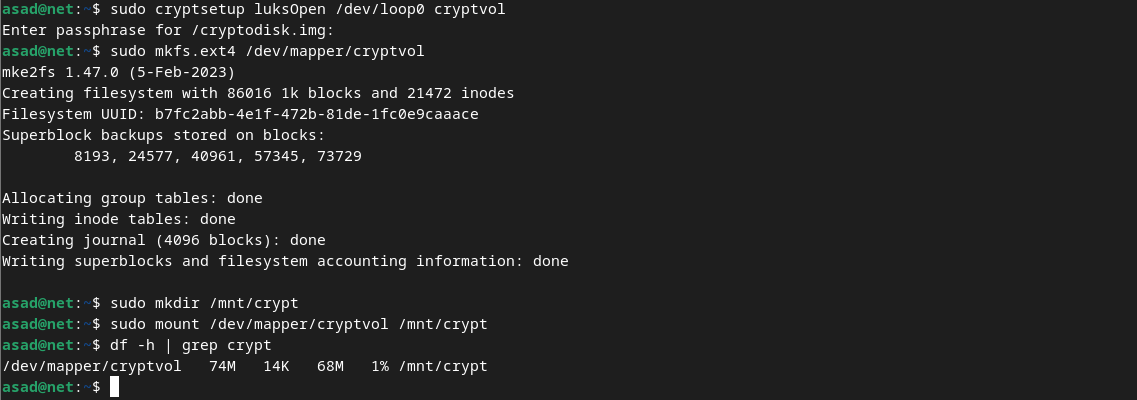 asad@net:~$ sudo cryptsetup luksOpen /dev/loop0 cryptvol
Enter passphrase for /cryptodisk.img:
asad@net:~$ sudo mkfs.ext4 /dev/mapper/cryptvol
mke2fs 1.47.0 (5-Feb-2023)
Creating filesystem with 86016 1k blocks and 21472 inodes
Filesystem UUID: b7fc2abb-4e1f-472b-81de-1fc0e9caaace
Superblock backups stored on blocks:
        8193, 24577, 40961, 57345, 73729

Allocating group tables: done
Writing inode tables: done
Creating journal (4096 blocks): done
Writing superblocks and filesystem accounting information: done

asad@net:~$ sudo mkdir /mnt/crypt
asad@net:~$ sudo mount /dev/mapper/cryptvol /mnt/crypt
asad@net:~$ df -h | grep crypt
/dev/mapper/cryptvol   74M   14K   68M   1% /mnt/crypt
asad@net:~$